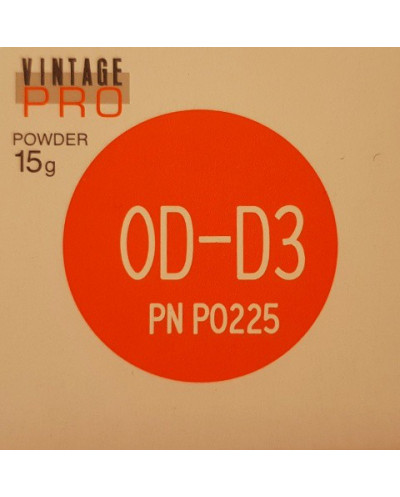 VINTAGE
PRO
POWDER
15g
OD-D3
PN P0225